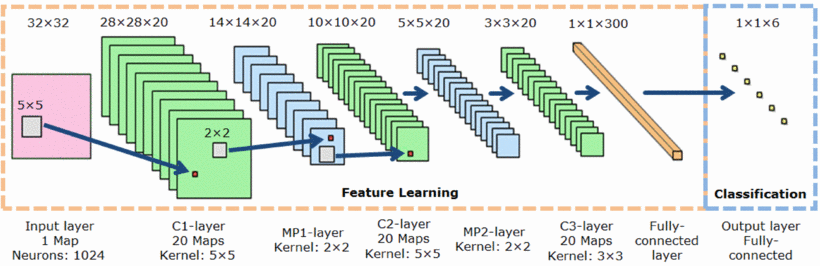 32×32 28×28×20 14×14×20 10×10×20 5×5×20 3×3×20 1×1×300 1×1×6
5×5
2×2
Feature Learning
Classification
Input layer
1 Map
Neurons: 1024
C1-layer
20 Maps
Kernel: 5×5
MP1-layer
Kernel: 2×2
C2-layer
20 Maps
Kernel: 5×5
MP2-layer
Kernel: 2×2
C3-layer
20 Maps
Kernel: 3×3
Fully-
connected
layer
Output layer
Fully-
connected